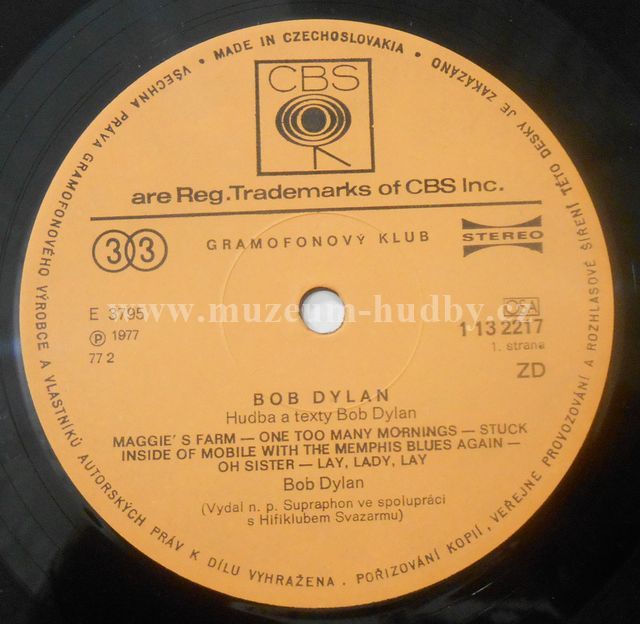 VŠECHNA PRÁVA GRAMOFONOVÉHO VÝROBCE A VLASTNÍKŮ AUTORSKÝCH PRÁV K DÍLU VYHRAŽENA . POŘIZOVÁNÍ KOPIÍ, VEŘEJNÉ PROVOZOVÁNÍ A ROZHLASOVÉ ŠÍŘENÍ TÉTO DESKY JE ZAKÁZÁNO
• MADE IN CZECHOSLOVAKIA •
CBS
are Reg.Trademarks of CBS Inc.
33
GRAMOFONOVÝ KLUB
STEREO
www.muzeum-hudby.cz
E 3795
OSA
℗ 1977
1 13 2217
77 2
1. strana
ZD
BOB DYLAN
Hudba a texty Bob Dylan
MAGGIE' S FARM — ONE TOO MANY MORNINGS — STUCK
INSIDE OF MOBILE WITH THE MEMPHIS BLUES AGAIN —
OH SISTER — LAY, LADY, LAY
Bob Dylan
(Vydal n. p. Supraphon ve spolupráci
s Hifiklubem Svazarmu)